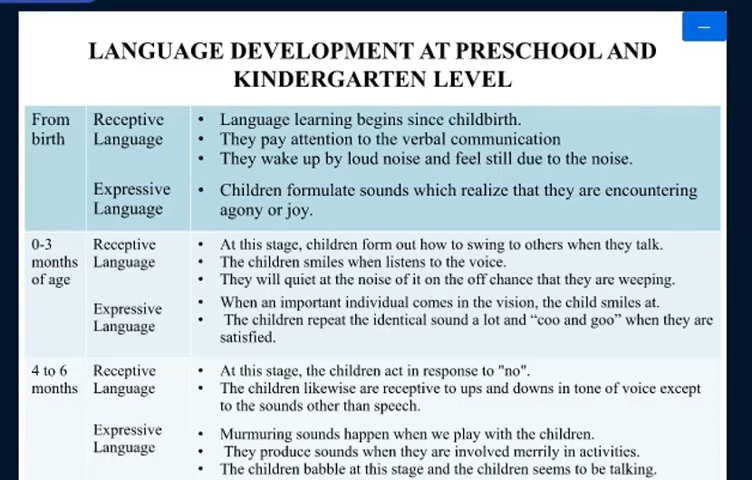 LANGUAGE DEVELOPMENT AT PRESCHOOL AND
KINDERGARTEN LEVEL
From birth
Receptive Language
• Language learning begins since childbirth.
• They pay attention to the verbal communication
• They wake up by loud noise and feel still due to the noise.
Expressive Language
• Children formulate sounds which realize that they are encountering
agony or joy.
0-3 months of age
Receptive Language
• At this stage, children form out how to swing to others when they talk.
• The children smiles when listens to the voice.
• They will quiet at the noise of it on the off chance that they are weeping.
Expressive Language
• When an important individual comes in the vision, the child smiles at.
• The children repeat the identical sound a lot and “coo and goo” when they are
satisfied.
4 to 6 months
Receptive Language
• At this stage, the children act in response to "no".
• The children likewise are receptive to ups and downs in tone of voice except
to the sounds other than speech.
Expressive Language
• Murmuring sounds happen when we play with the children.
• They produce sounds when they are involved merrily in activities.
• The children babble at this stage and the children seems to be talking.